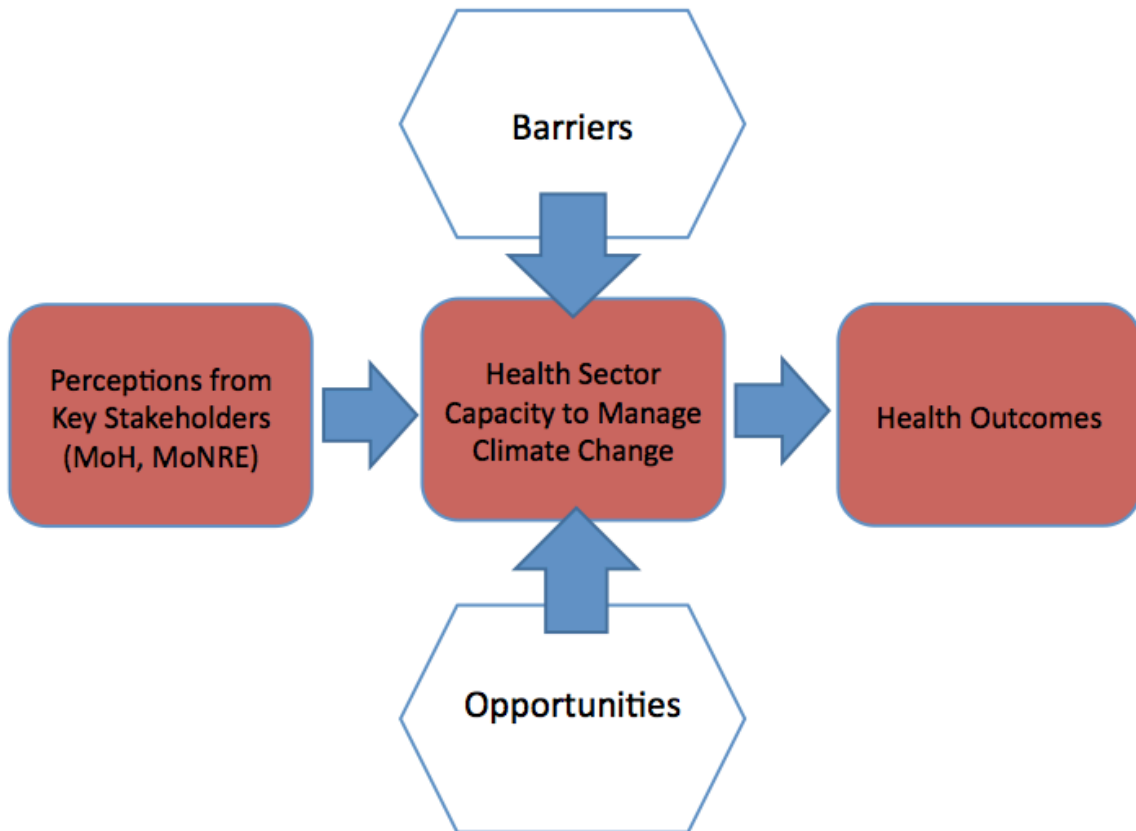 Barriers
Perceptions from
Key Stakeholders
(MoH, MoNRE)
Health Sector
Capacity to Manage
Climate Change
Health Outcomes
Opportunities